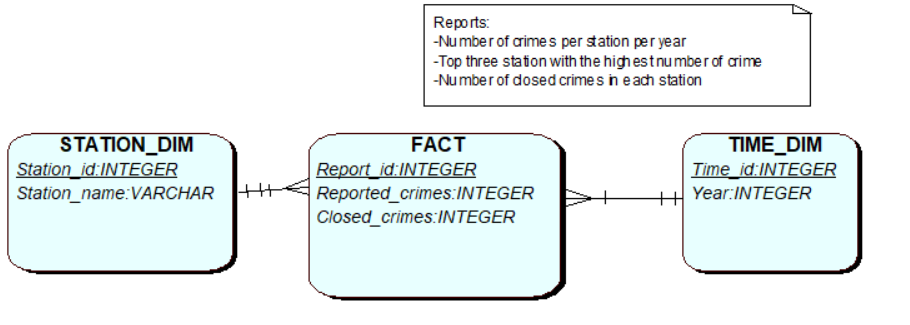 Reports:
-Number of crimes per station per year
-Top three station with the highest number of crime
-Number of closed crimes in each station
STATION_DIM
Station_id:INTEGER
Station_name:VARCHAR
FACT
Report_id:INTEGER
Reported_crimes:INTEGER
Closed_crimes:INTEGER
TIME_DIM
Time_id:INTEGER
Year:INTEGER